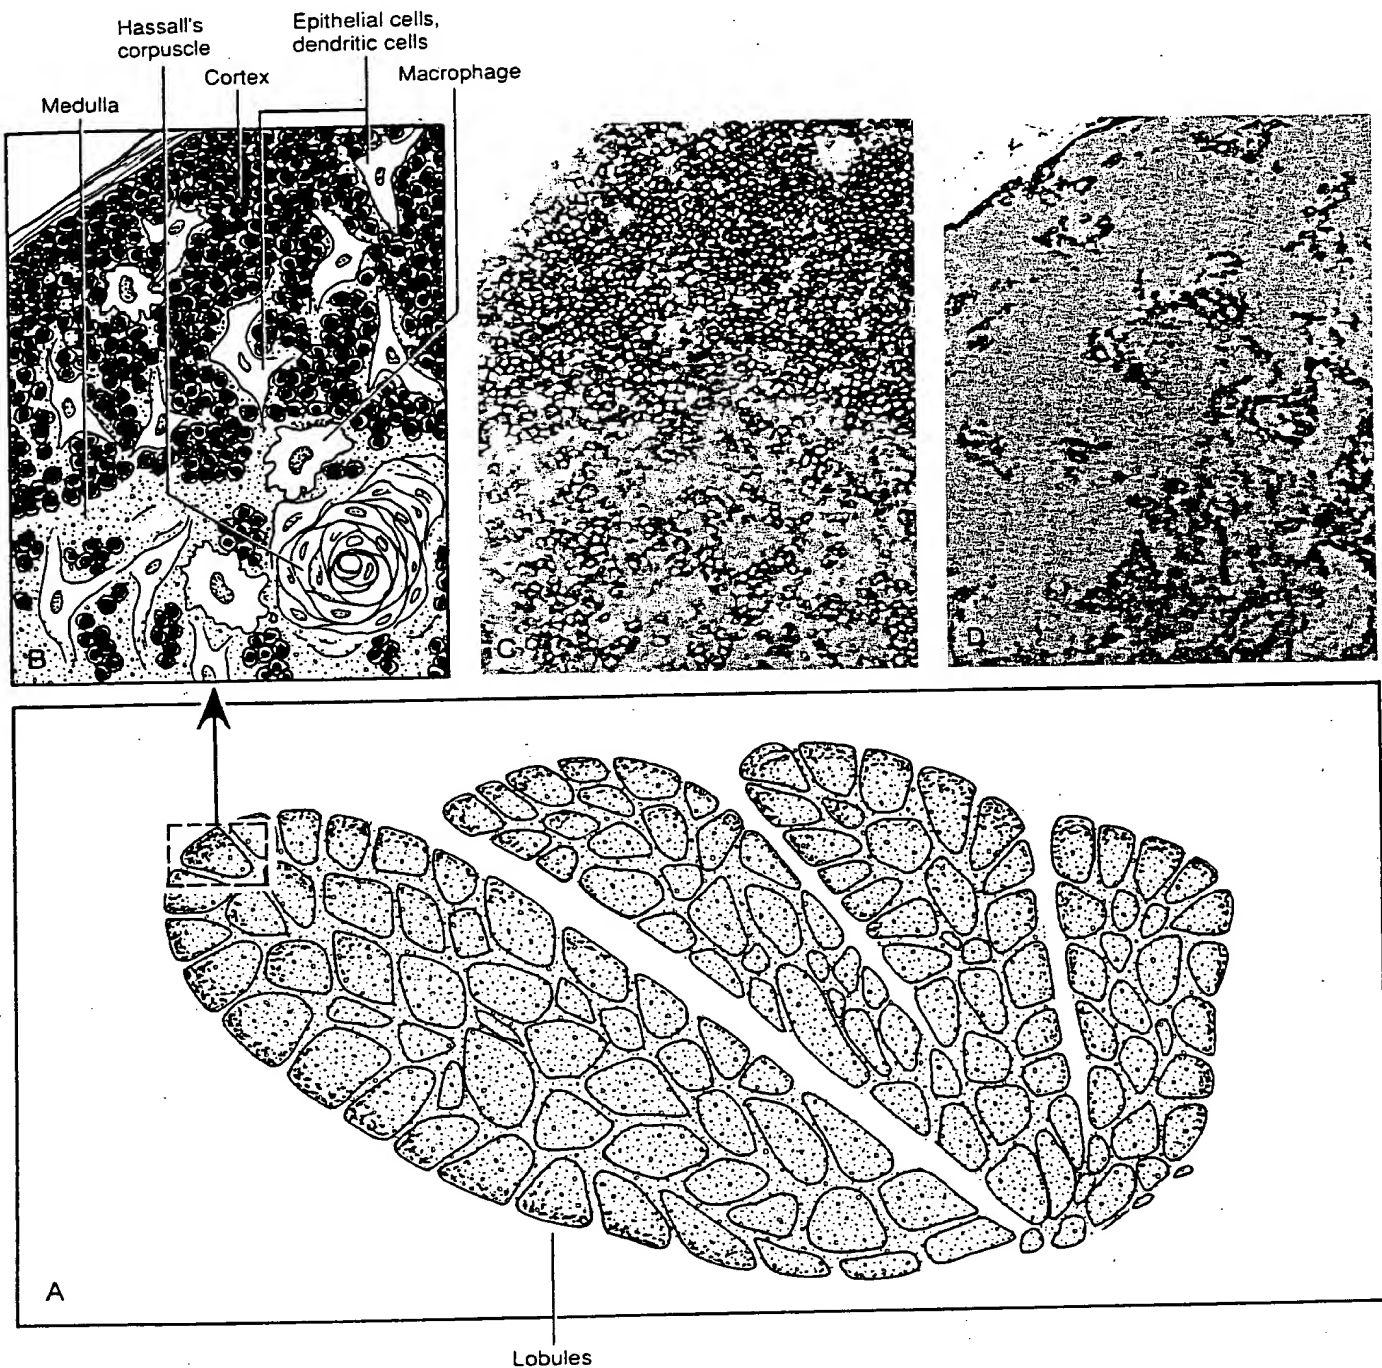 Hassall's
corpuscle
Epithelial cells,
dendritic cells
Cortex
Macrophage
Medulla
B
C
D
A
Lobules